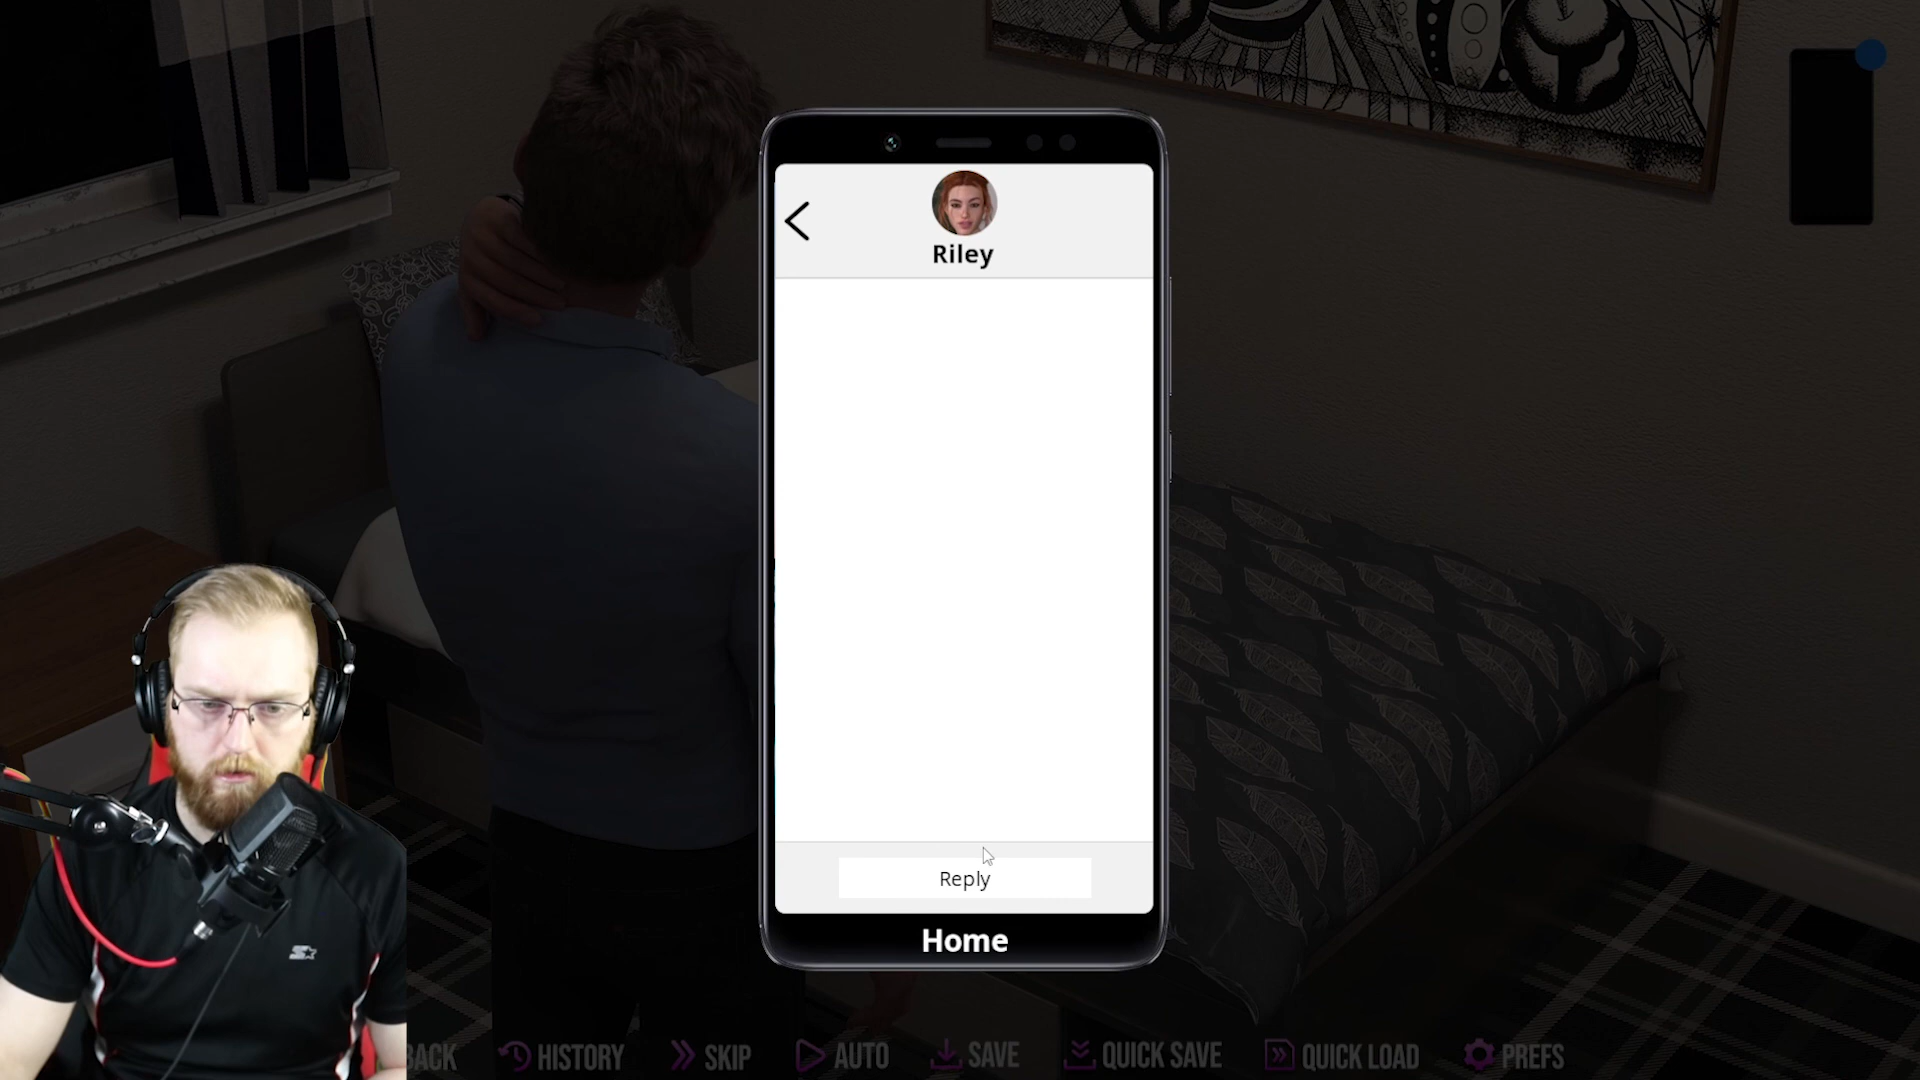 Riley
Reply
Home
BACK
HISTORY
SKIP
AUTO
SAVE
QUICK SAVE
QUICK LOAD
PREFS